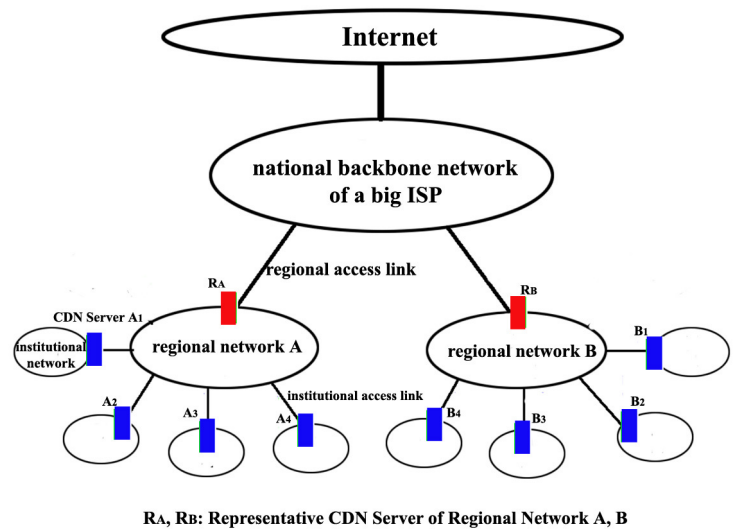 Internet
national backbone network
of a big ISP
regional access link
RA
RB
CDN Server A1
institutional
network
regional network A
regional network B
B1
A2
A3
A4
institutional access link
B4
B3
B2
RA, RB: Representative CDN Server of Regional Network A, B